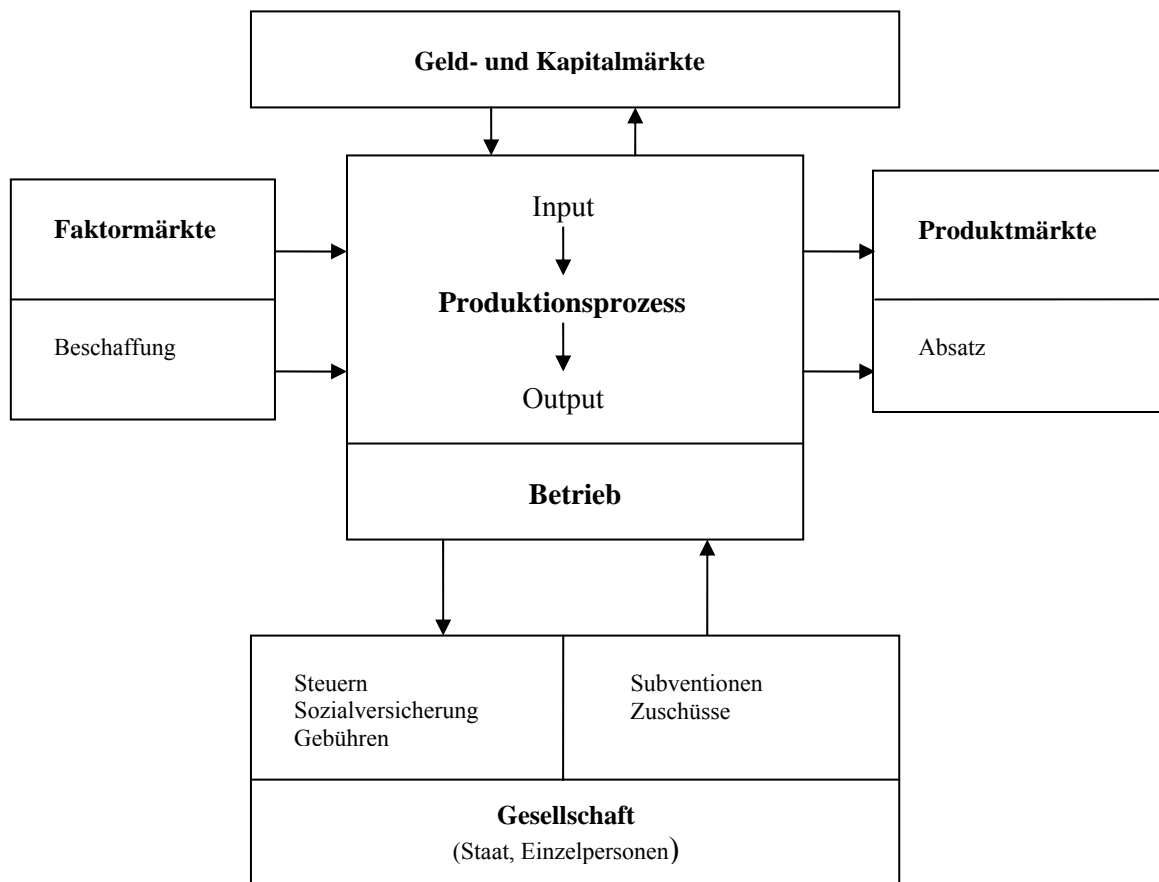 Geld- und Kapitalmärkte
Faktormärkte
Beschaffung
Input
Produktionsprozess
Output
Betrieb
Produktmärkte
Absatz
Steuern
Sozialversicherung
Gebühren
Subventionen
Zuschüsse
Gesellschaft
(Staat, Einzelpersonen)